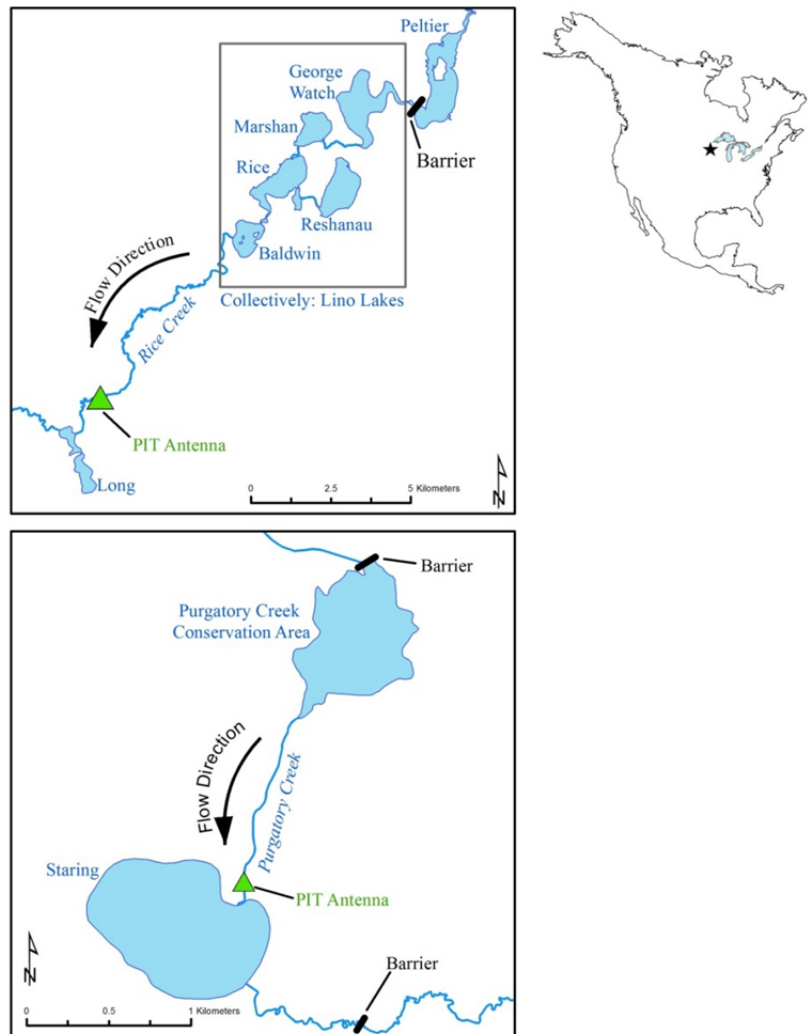 Peltier
George
Watch
Marshan
Barrier
Rice
Reshanau
Baldwin
Flow Direction
Collectively: Lino Lakes
Rice Creek
PIT Antenna
Long
0 2.5 5 Kilometers
N
Barrier
Purgatory Creek
Conservation Area
Flow Direction
Purgatory Creek
Staring
PIT Antenna
Barrier
N
0 0.5 1 Kilometers